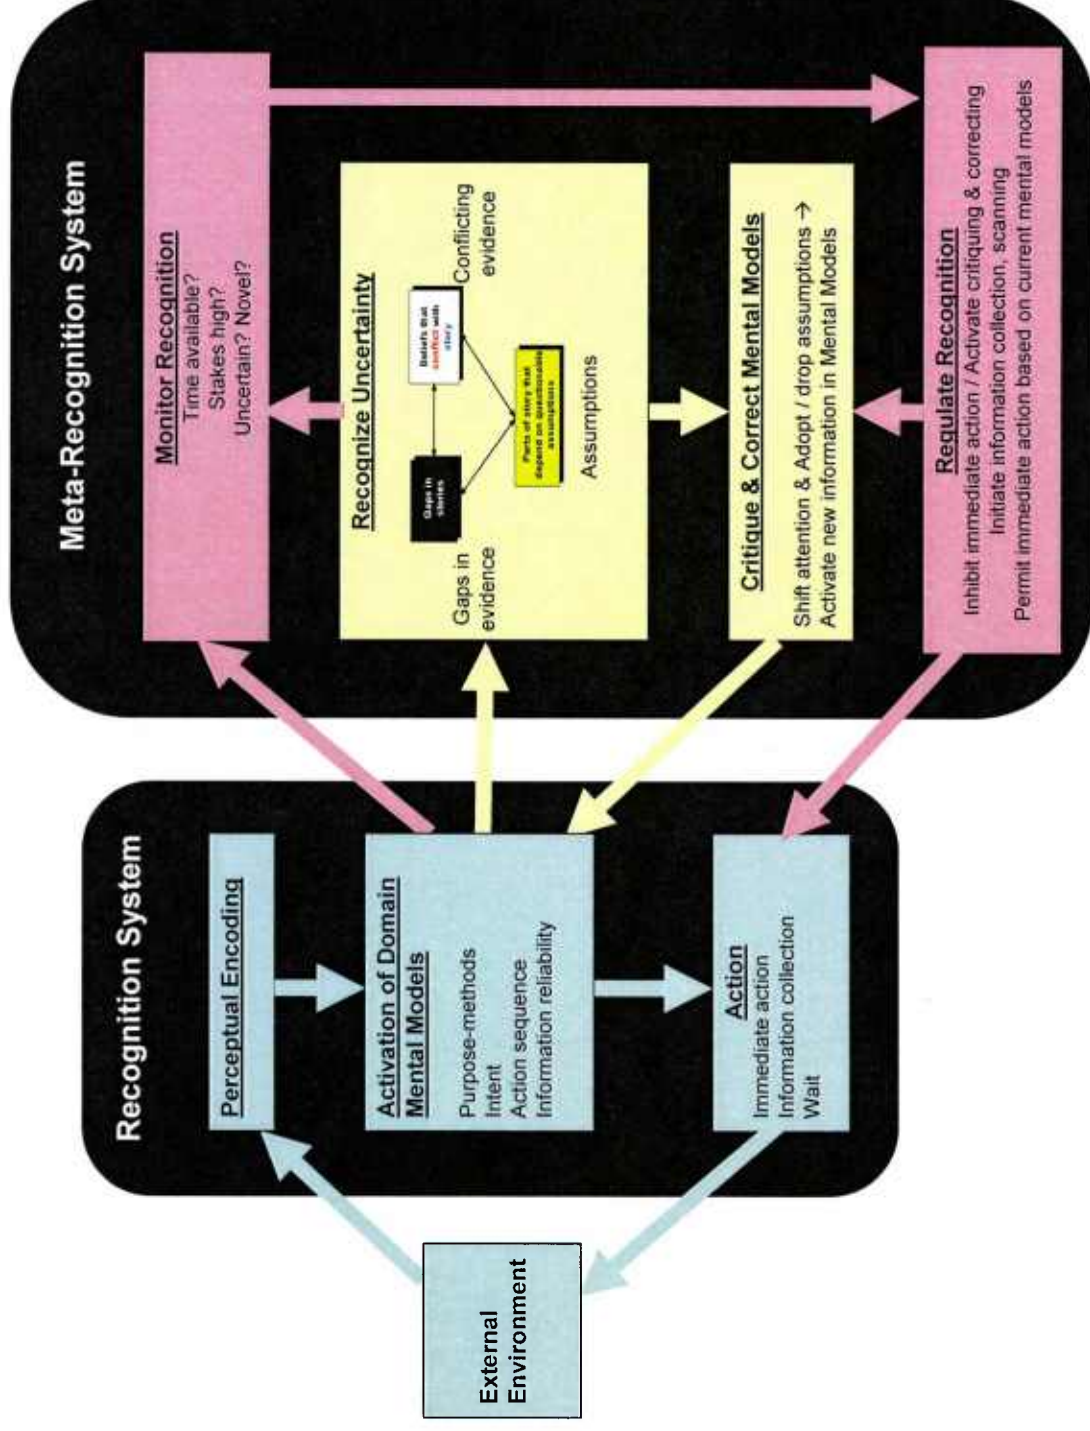 Recognition System
Meta-Recognition System
External
Environment
Perceptual Encoding
Activation of Domain
Mental Models
Purpose-methods
Intent
Action sequence
Information reliability
Action
Immediate action
Information collection
Wait
Monitor Recognition
Time available?
Stakes high?
Uncertain? Novel?
Recognize Uncertainty
Gaps in
evidence
Gaps in
stories
Beliefs that
conflict with
story
Conflicting
evidence
Parts of story that
depend on questionable
assumptions
Assumptions
Critique & Correct Mental Models
Shift attention & Adopt / drop assumptions →
Activate new information in Mental Models
Regulate Recognition
Inhibit immediate action / Activate critiquing & correcting
Initiate information collection, scanning
Permit immediate action based on current mental models